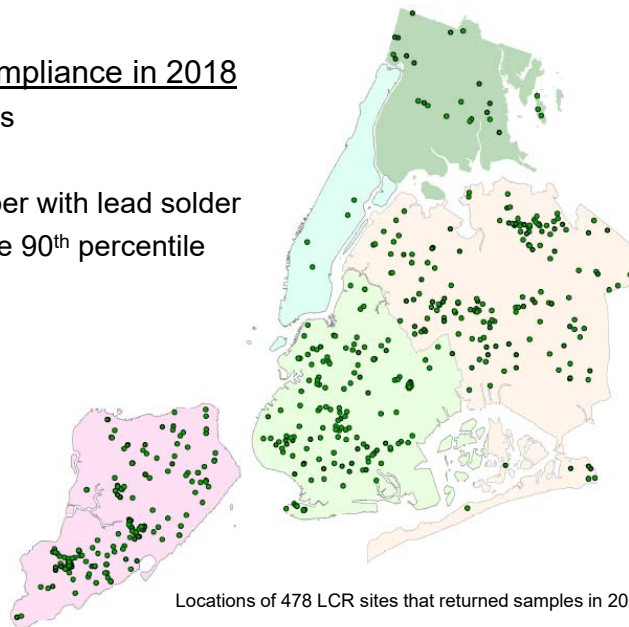 mpliance in 2018
s
per with lead solder
e 90th percentile
Locations of 478 LCR sites that returned samples in 20